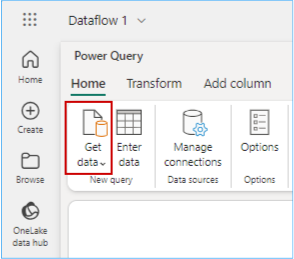 Dataflow 1
Power Query
Home Transform Add column
Home
Create
Browse
OneLake
data hub
Get
data
Enter
data
Manage
connections
Options
New query
Data sources
Options